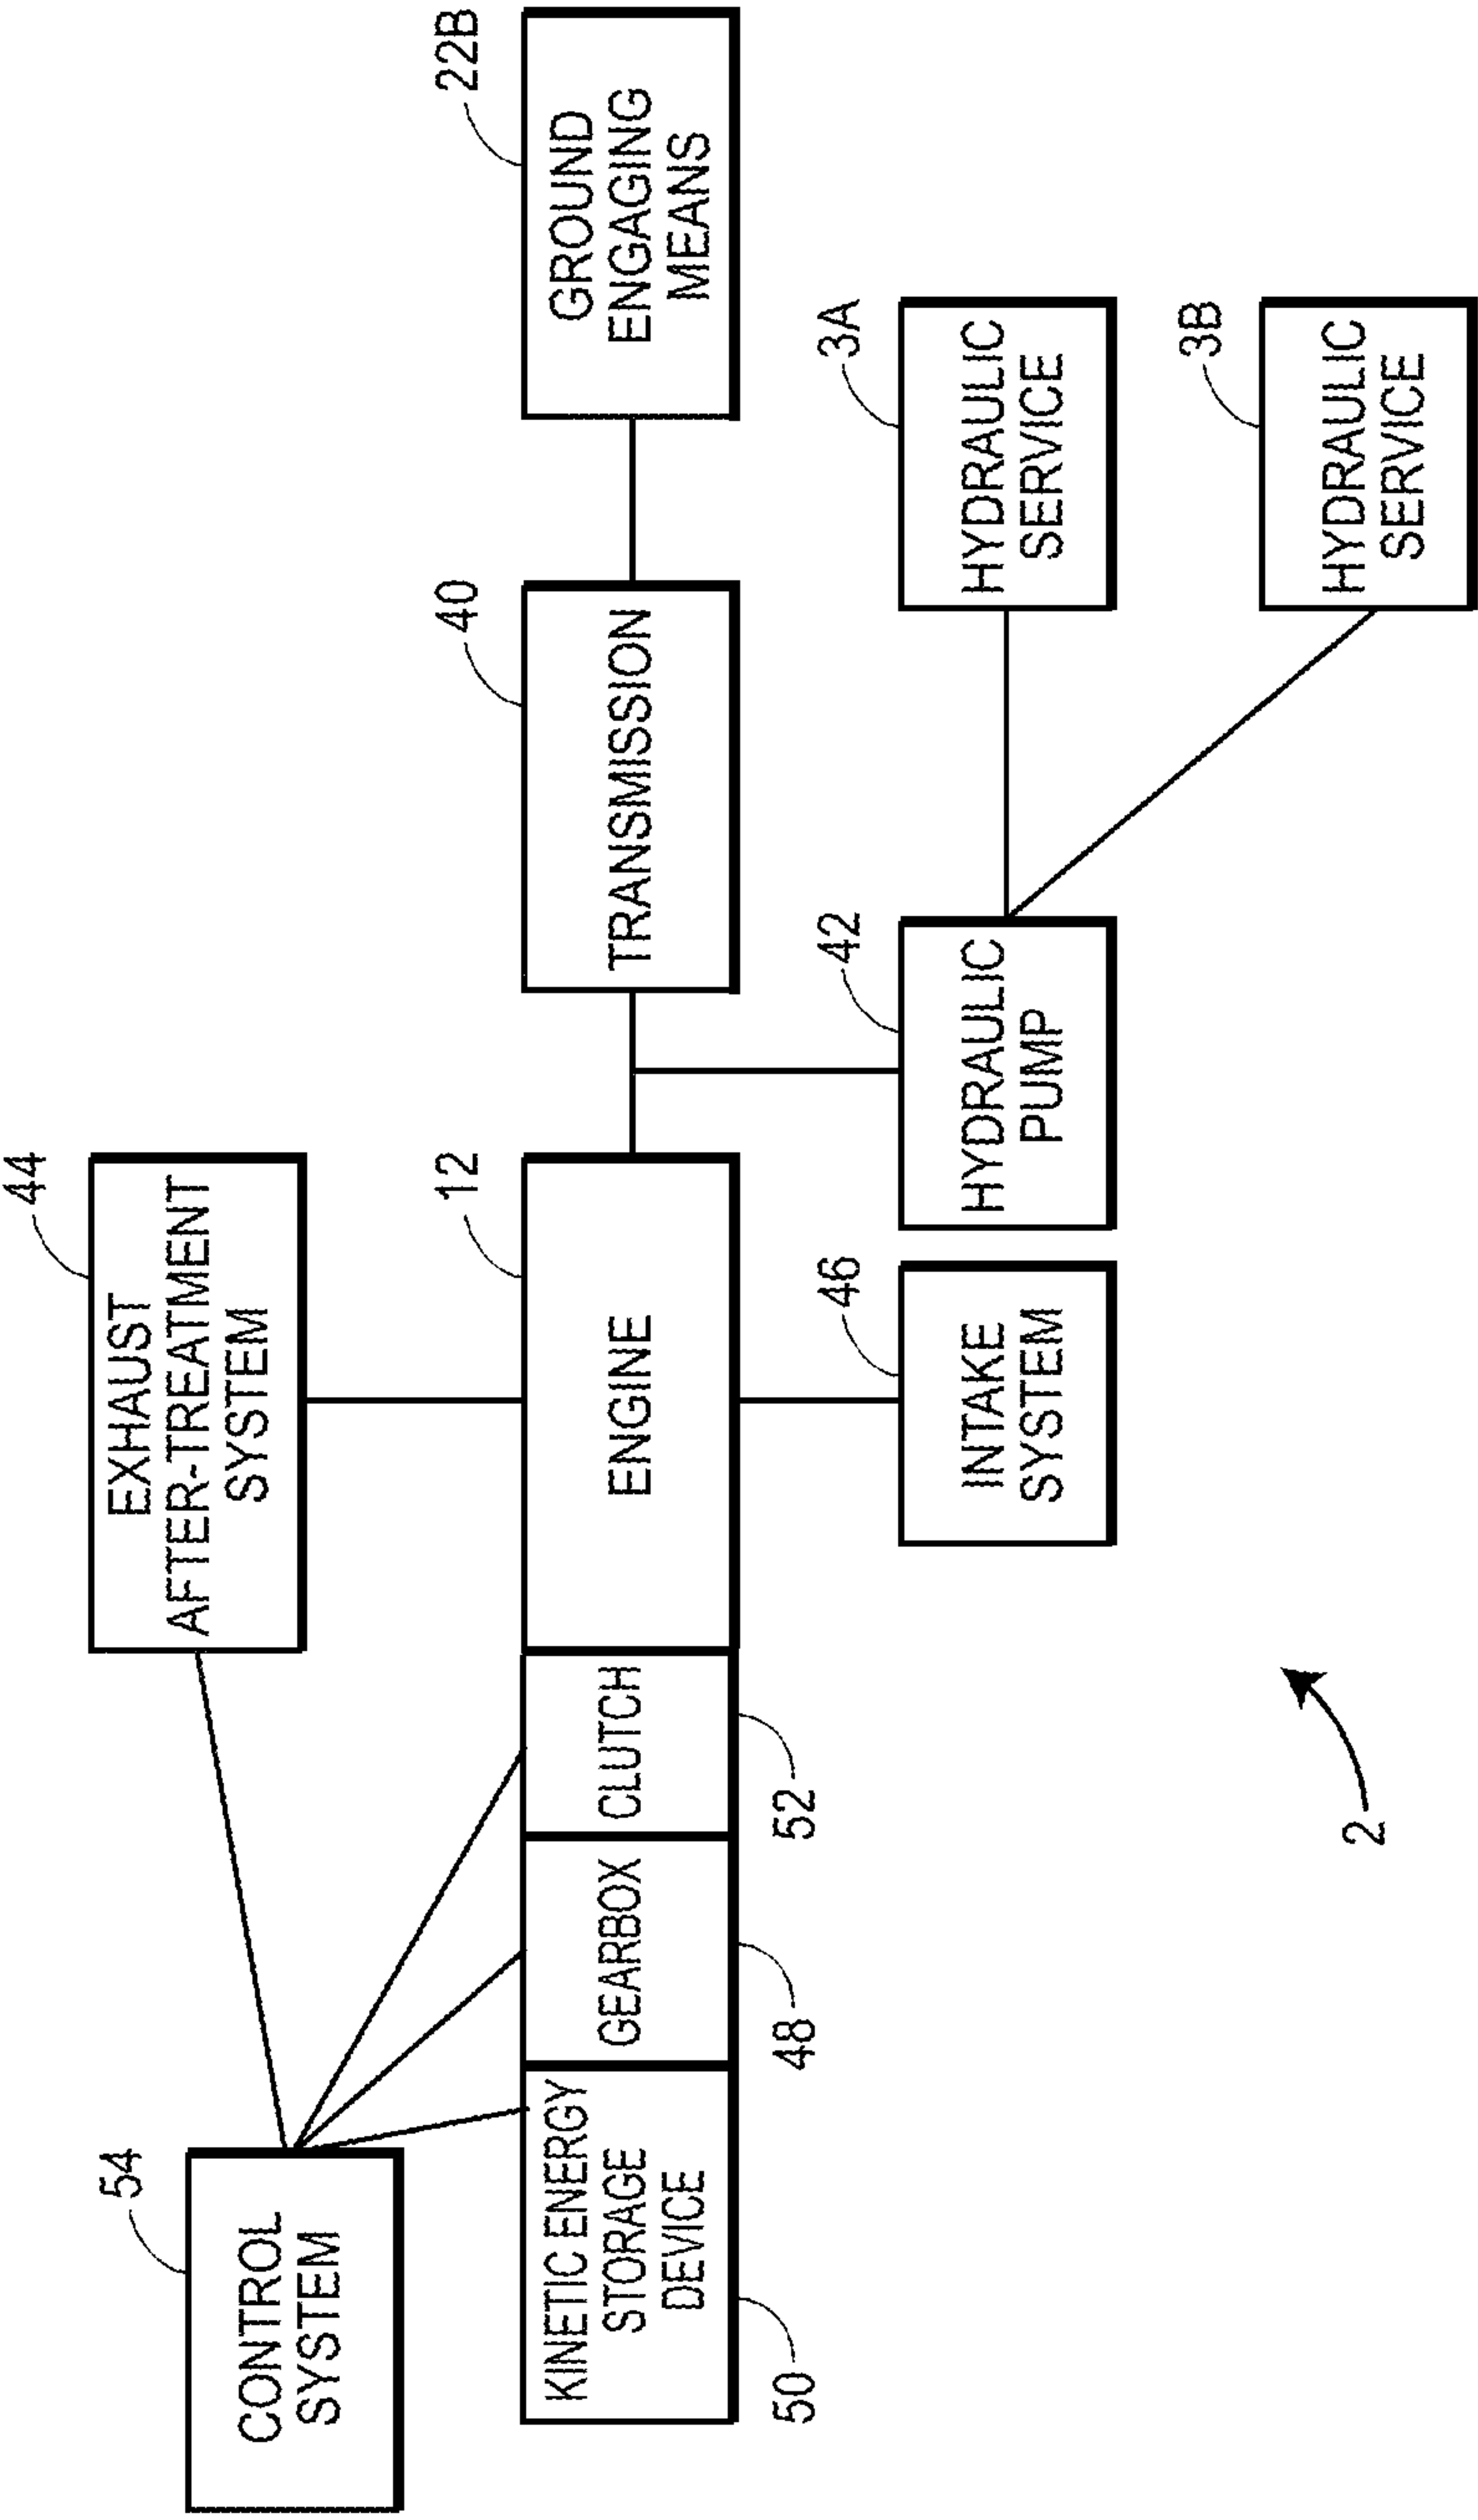 54
CONTROL
SYSTEM
44
EXHAUST
AFTER-TREATMENT
SYSTEM
KINETIC ENERGY
STORAGE
DEVICE
50
GEARBOX
48
CLUTCH
52
12
ENGINE
40
TRANSMISSION
22B
GROUND
ENGAGING
MEANS
46
INTAKE
SYSTEM
42
HYDRAULIC
PUMP
3A
HYDRAULIC
SERVICE
3B
HYDRAULIC
SERVICE
2